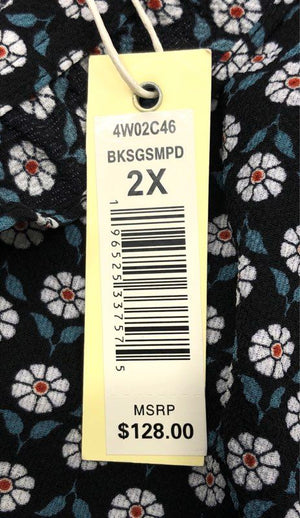 4W02C46
BKSGSMPD
2X
1 96525 33757 5
MSRP
$128.00